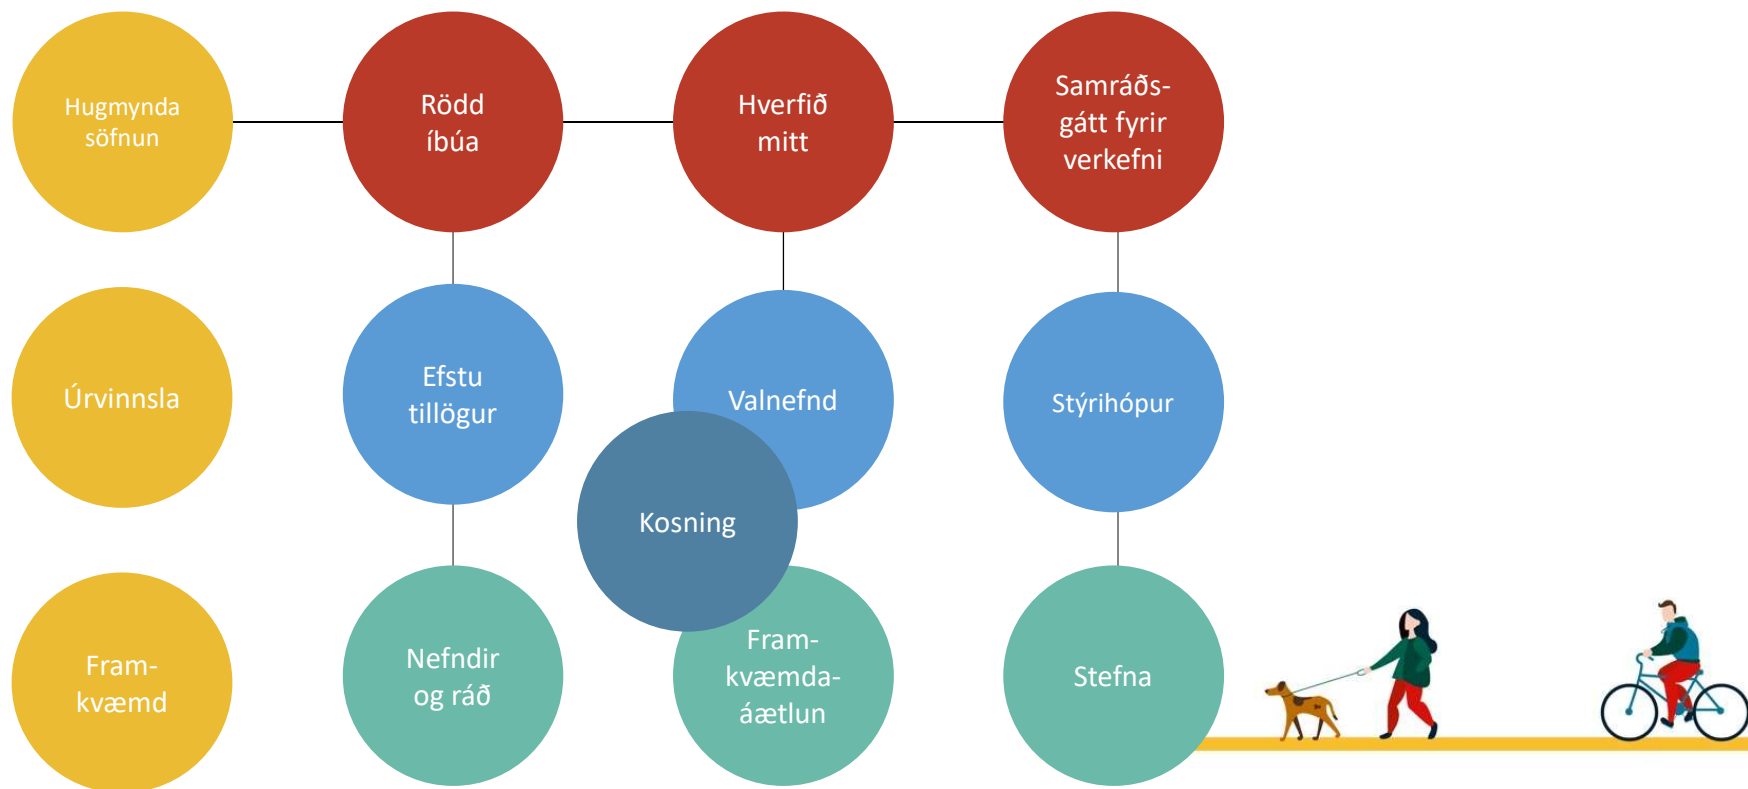 Hugmynda
söfnun
Rödd
íbúa
Hverfið
mitt
Samráðs-
gátt fyrir
verkefni
Úrvinnsla
Efstu
tillögur
Valnefnd
Stýrihópur
Kosning
Fram-
kvæmd
Nefndir
og ráð
Fram-
kvæmda-
áætlun
Stefna